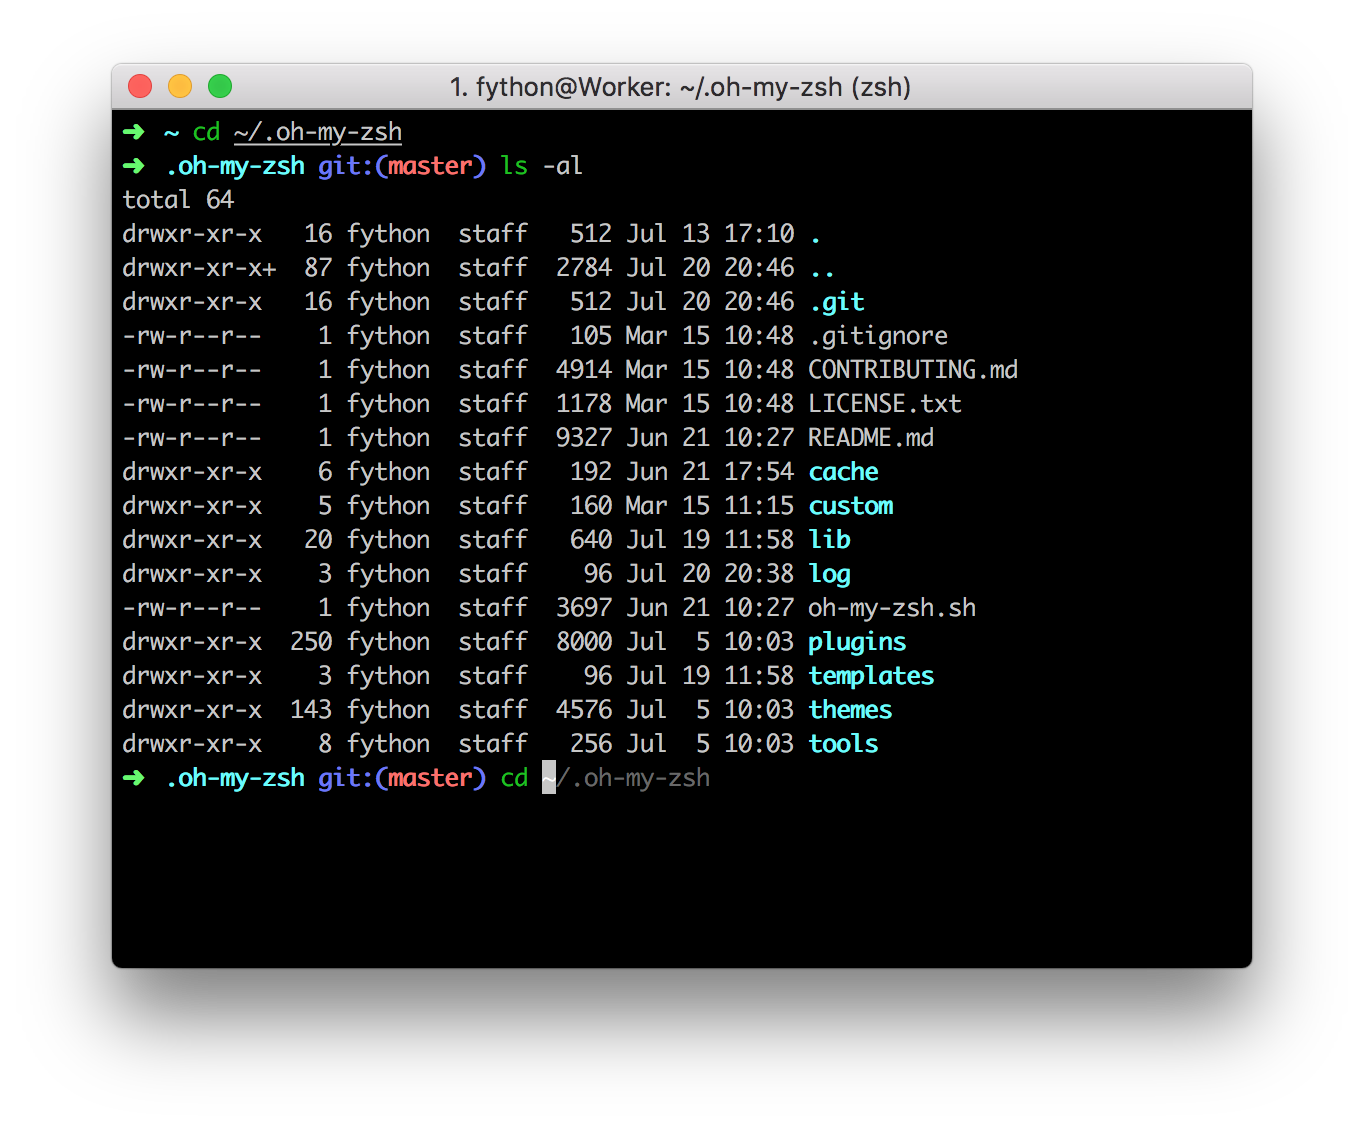 1. fython@Worker: ~/.oh-my-zsh (zsh)
➜  ~ cd ~/.oh-my-zsh
➜  .oh-my-zsh git:(master) ls -al
total 64
drwxr-xr-x   16 fython  staff   512 Jul 13 17:10 .
drwxr-xr-x+  87 fython  staff  2784 Jul 20 20:46 ..
drwxr-xr-x   16 fython  staff   512 Jul 20 20:46 .git
-rw-r--r--    1 fython  staff   105 Mar 15 10:48 .gitignore
-rw-r--r--    1 fython  staff  4914 Mar 15 10:48 CONTRIBUTING.md
-rw-r--r--    1 fython  staff  1178 Mar 15 10:48 LICENSE.txt
-rw-r--r--    1 fython  staff  9327 Jun 21 10:27 README.md
drwxr-xr-x    6 fython  staff   192 Jun 21 17:54 cache
drwxr-xr-x    5 fython  staff   160 Mar 15 11:15 custom
drwxr-xr-x   20 fython  staff   640 Jul 19 11:58 lib
drwxr-xr-x    3 fython  staff    96 Jul 20 20:38 log
-rw-r--r--    1 fython  staff  3697 Jun 21 10:27 oh-my-zsh.sh
drwxr-xr-x  250 fython  staff  8000 Jul  5 10:03 plugins
drwxr-xr-x    3 fython  staff    96 Jul 19 11:58 templates
drwxr-xr-x  143 fython  staff  4576 Jul  5 10:03 themes
drwxr-xr-x    8 fython  staff   256 Jul  5 10:03 tools
➜  .oh-my-zsh git:(master) cd ~/.oh-my-zsh